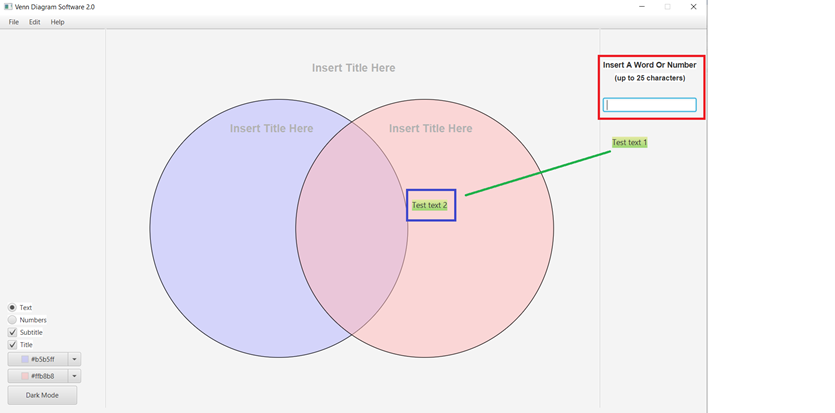 Venn Diagram Software 2.0
File Edit Help
Insert A Word Or Number
(up to 25 characters)
Insert Title Here
Insert Title Here Insert Title Here
Test text 1
Test text 2
Text
Numbers
Subtitle
Title
#b5b5ff
#ffb8b8
Dark Mode